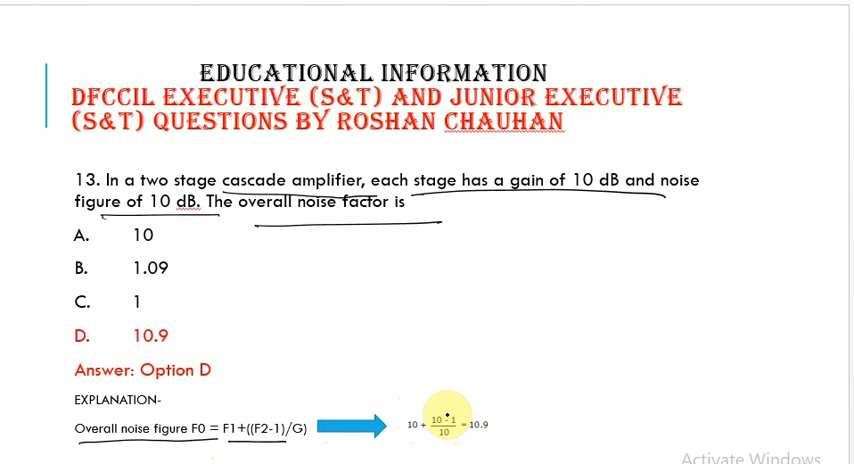 EDUCATIONAL INFORMATION
DFCCIL EXECUTIVE (S&T) AND JUNIOR EXECUTIVE
(S&T) QUESTIONS BY ROSHAN CHAUHAN
13. In a two stage cascade amplifier, each stage has a gain of 10 dB and noise
figure of 10 dB. The overall noise factor is
A. 10
B. 1.09
C. 1
D. 10.9
Answer: Option D
EXPLANATION-
Overall noise figure F0 = F1+((F2-1)/G) 10 + 10 - 1 / 10 = 10.9
Activate Windows